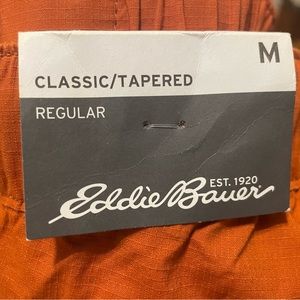 M
CLASSIC/TAPERED
REGULAR
EST. 1920
Eddie Bauer